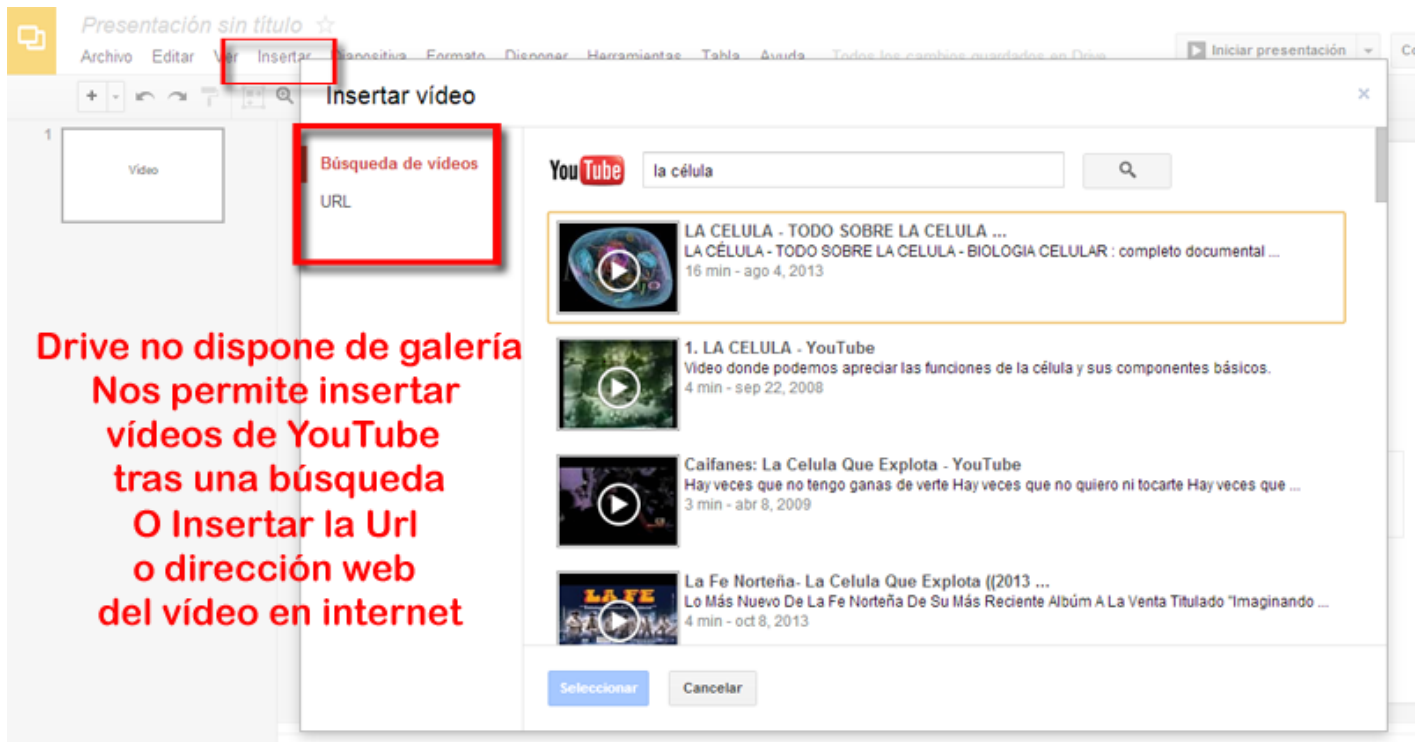 Presentación sin título
Archivo Editar Ver Insertar Diapositiva Formato Disponer Herramientas Tabla Ayuda Todos los cambios guardados en Drive
Iniciar presentación
Insertar vídeo
1
Vídeo
Búsqueda de vídeos
URL
YouTube
la célula
LA CELULA - TODO SOBRE LA CELULA ...
LA CÉLULA - TODO SOBRE LA CELULA - BIOLOGIA CELULAR : completo documental ...
16 min - ago 4, 2013
1. LA CELULA - YouTube
Video donde podemos apreciar las funciones de la célula y sus componentes básicos.
4 min - sep 22, 2008
Caifanes: La Celula Que Explota - YouTube
Hay veces que no tengo ganas de verte Hay veces que no quiero ni tocarte Hay veces que ...
3 min - abr 8, 2009
LA FE
La Fe Norteña- La Celula Que Explota ((2013 ...
Lo Más Nuevo De La Fe Norteña De Su Más Reciente Albúm A La Venta Titulado "Imaginando ...
4 min - oct 8, 2013
Seleccionar
Cancelar
Drive no dispone de galería
Nos permite insertar
vídeos de YouTube
tras una búsqueda
O Insertar la Url
o dirección web
del vídeo en internet